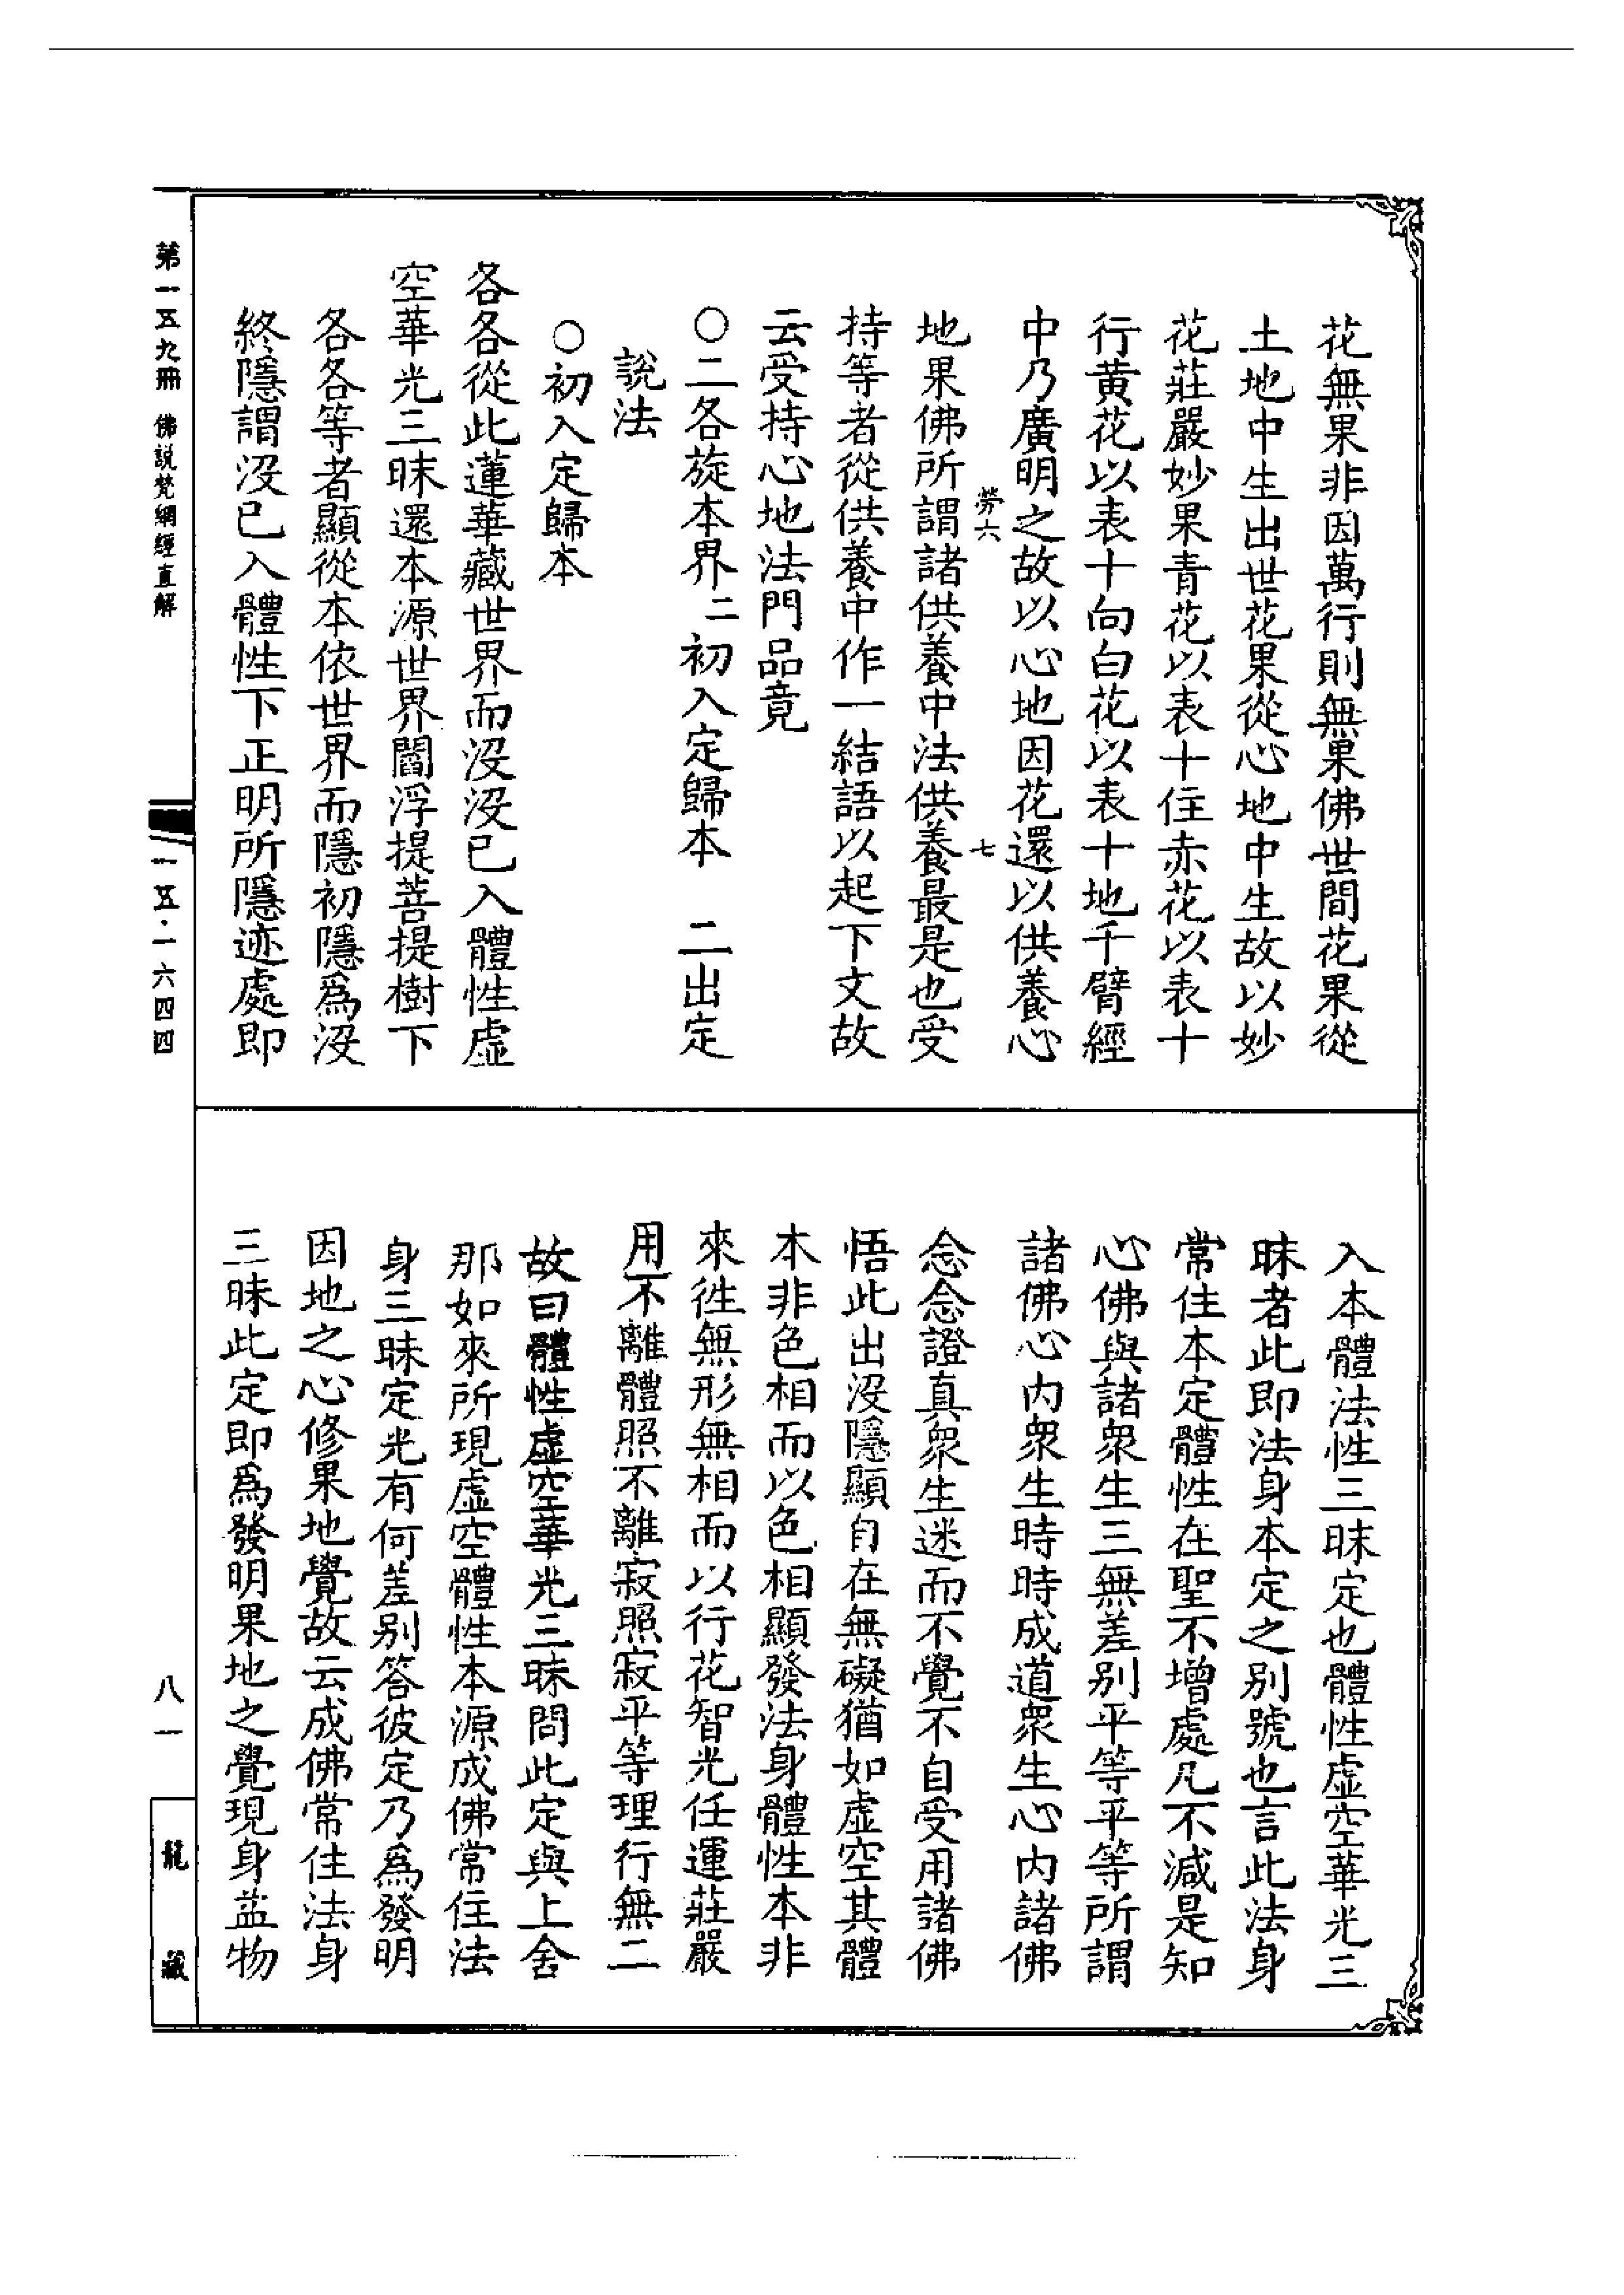 花無果非因萬行則無果佛世間花果從
土地中生出世花果從心地中生故以妙
花莊嚴妙果青花以表十住赤花以表十
行黄花以表十向白花以表十地千臂經
中乃廣明之故以心地因花還以供養心
勞六
七
地果佛所謂諸供養中法供養最是也受
持等者從供養中作一結語以起下文故
云受持心地法門品竟
○二各旋本界二初入定歸本　二出定
說法
○初入定歸本
各各從此蓮華藏世界而沒沒已入體性虛
空華光三昧還本源世界閻浮提菩提樹下
各各等者顯從本依世界而隱初隱為沒
終隱謂沒已入體性下正明所隱迹處即
入本體法性三昧定也體性虛空華光三
昧者此即法身本定之別號也言此法身
常住本定體性在聖不增處凡不減是知
心佛與諸衆生三無差别平等平等所謂
諸佛心内衆生時時成道衆生心内諸佛
念念證真衆生迷而不覺不自受用諸佛
悟此出沒隱顯自在無礙猶如虛空其體
本非色相而以色相顯發法身體性本非
來徃無形無相而以行花智光任運莊嚴
用不離體照不離寂照寂平等理行無二
故曰體性虛空華光三昧問此定與上舍
那如來所現虛空體性本源成佛常住法
身三昧定光有何差别答彼定乃為發明
因地之心修果地覺故云成佛常住法身
三昧此定即為發明果地之覺現身益物
第一五九冊　佛説梵網經直解
一五·一六四四
八一
龍藏